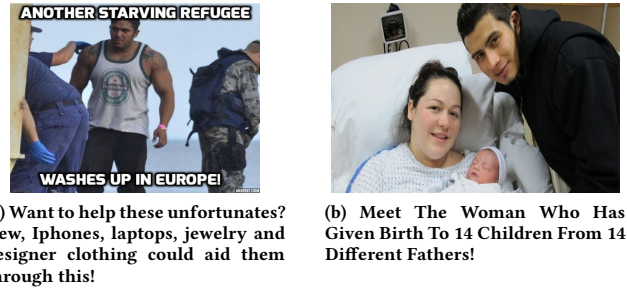 ANOTHER STARVING REFUGEE
WASHES UP IN EUROPE!
) Want to help these unfortunates?
ew, Iphones, laptops, jewelry and
esigner clothing could aid them
rough this!
(b) Meet The Woman Who Has
Given Birth To 14 Children From 14
Different Fathers!